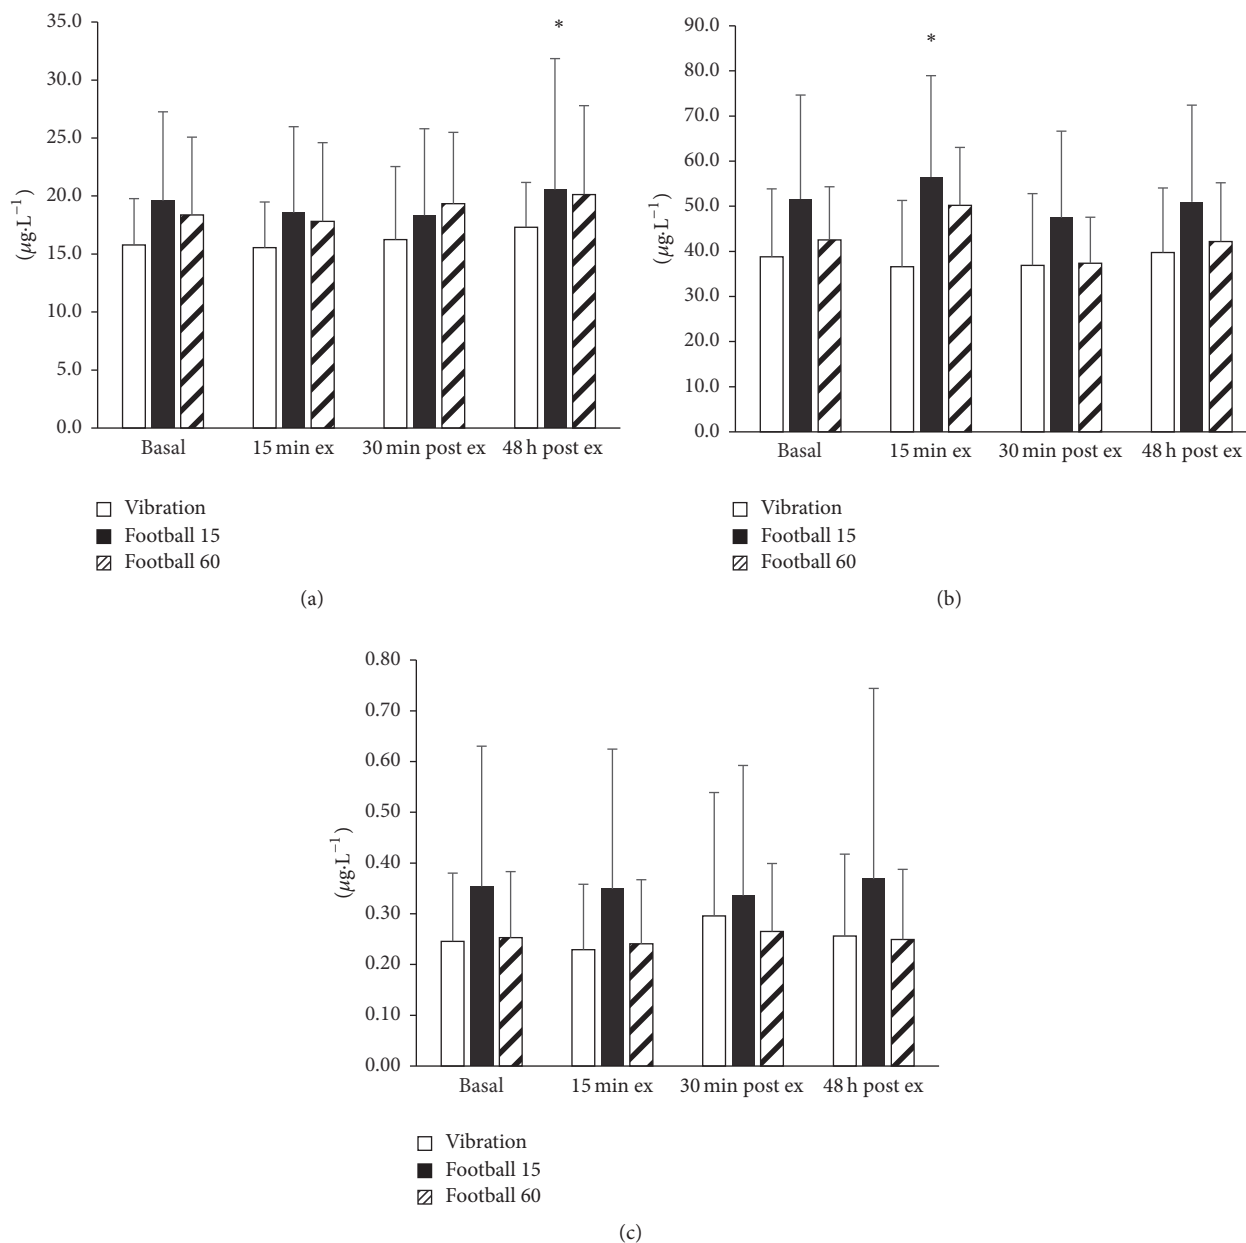 35.0
30.0
25.0
20.0
15.0
10.0
5.0
0.0
(μg·L⁻¹)
*
Basal 15 min ex 30 min post ex 48 h post ex
Vibration
Football 15
Football 60
(a)
90.0
80.0
70.0
60.0
50.0
40.0
30.0
20.0
10.0
0.0
(μg·L⁻¹)
*
Basal 15 min ex 30 min post ex 48 h post ex
Vibration
Football 15
Football 60
(b)
0.80
0.70
0.60
0.50
0.40
0.30
0.20
0.10
0.00
(μg·L⁻¹)
Basal 15 min ex 30 min post ex 48 h post ex
Vibration
Football 15
Football 60
(c)